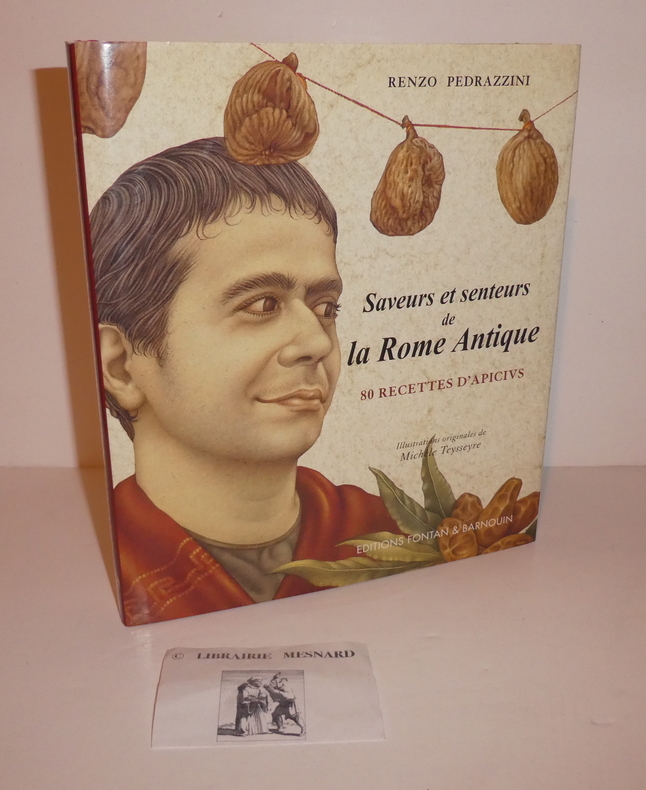 RENZO PEDRAZZINI
Saveurs et senteurs
de
la Rome Antique
80 RECETTES D'APICIVS
Illustrations originales de
Michèle Teysseyre
EDITIONS FONTAN & BARNOUIN
© LIBRAIRIE MESNARD